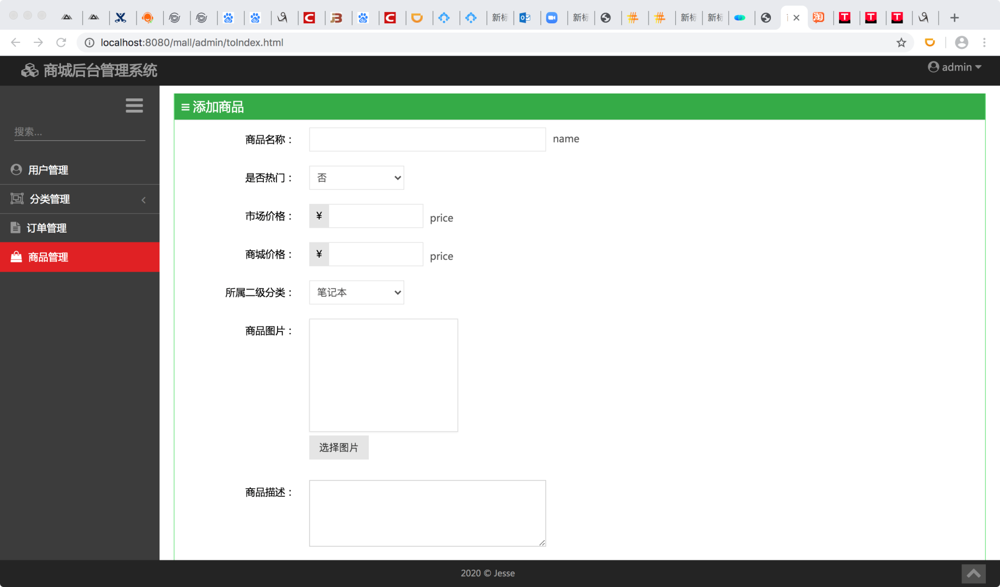 新标
新标
新标
新标
淘
localhost:8080/mall/admin/toIndex.html
商城后台管理系统
admin
搜索...
用户管理
分类管理
订单管理
商品管理
添加商品
商品名称： name
是否热门： 否
市场价格： ¥ price
商城价格： ¥ price
所属二级分类： 笔记本
商品图片：
选择图片
商品描述：
2020 © Jesse